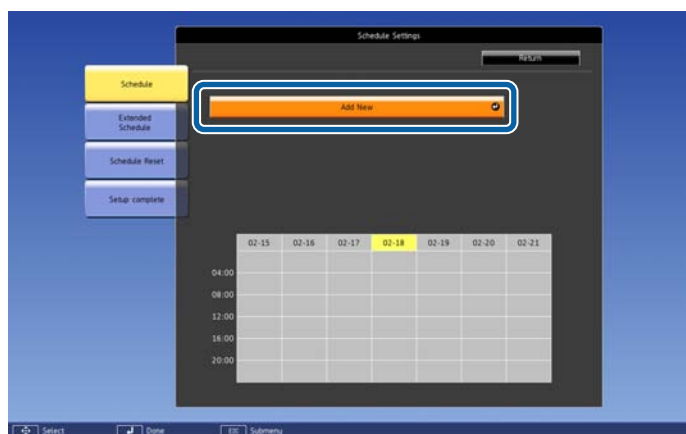 Schedule Settings
Return
Schedule
Extended
Schedule
Schedule Reset
Setup complete
Add New
02-15 02-16 02-17 02-18 02-19 02-20 02-21
04:00
08:00
12:00
16:00
20:00
Select Done Submenu